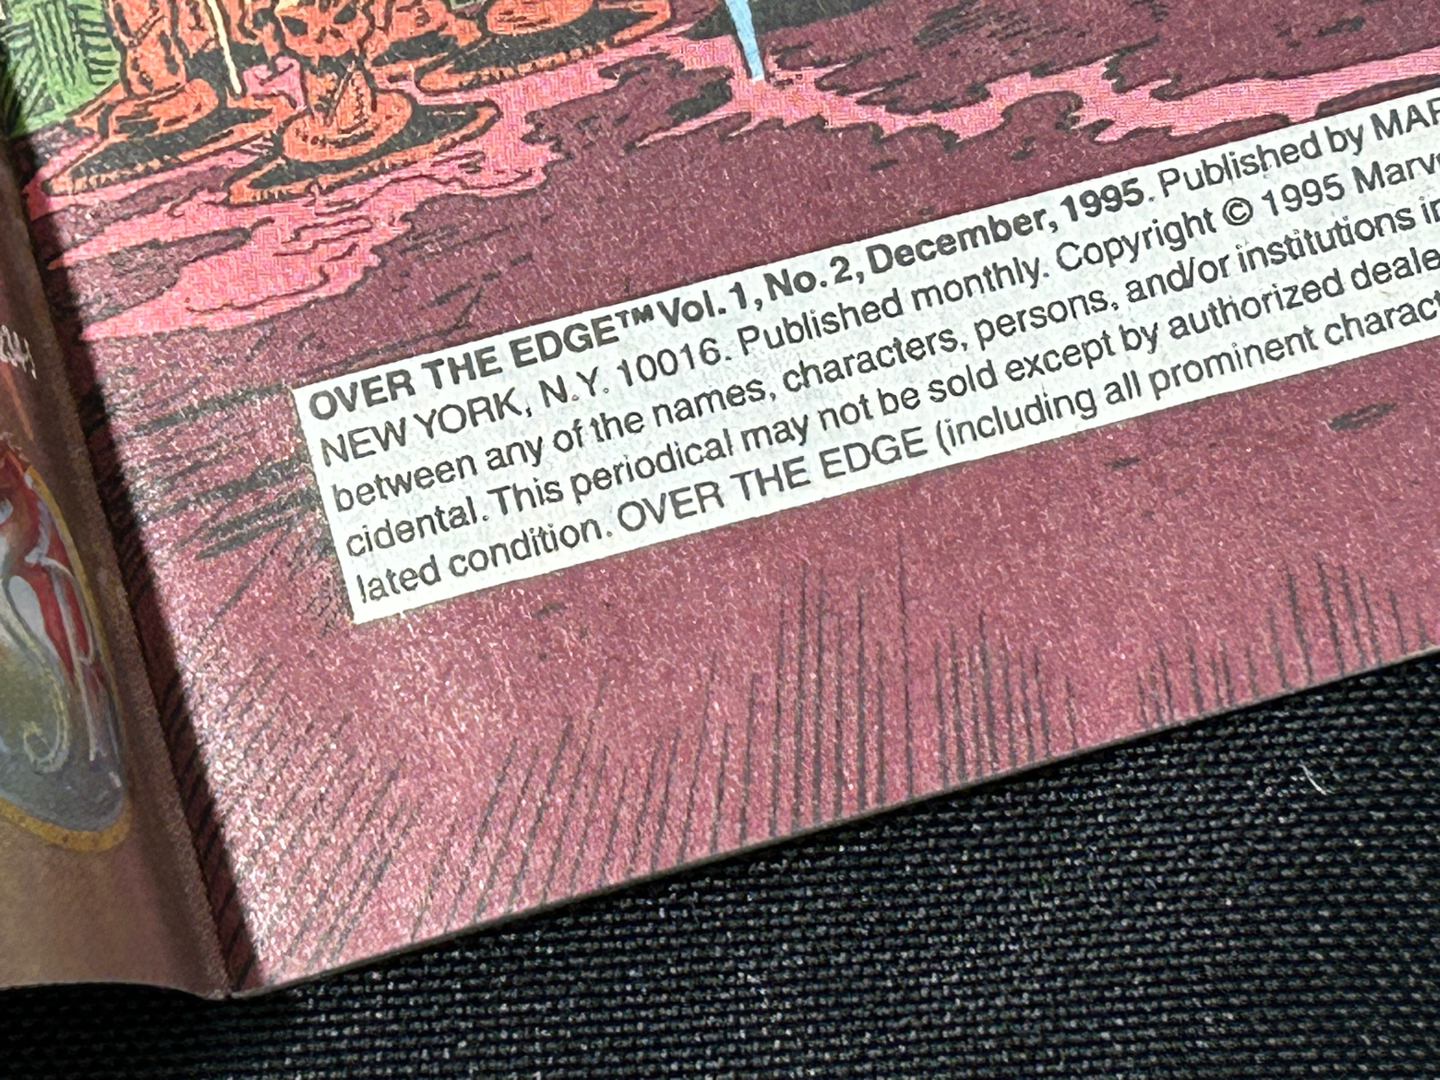 OVER THE EDGE™ Vol. 1, No. 2, December, 1995. Published by
NEW YORK, N.Y. 10016. Published monthly. Copyright © 1995
between any of the names, characters, persons, and/or institutions
cidental. This periodical may not be sold except by authorized
lated condition. OVER THE EDGE (including all prominent